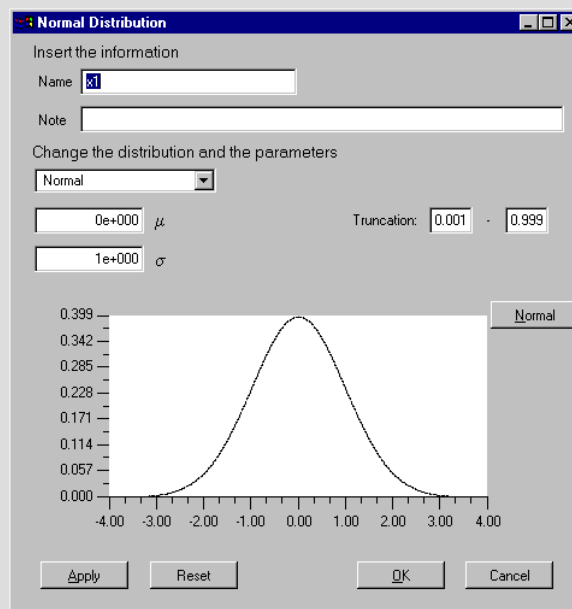 Normal Distribution
Insert the information
Name x1
Note
Change the distribution and the parameters
Normal
0e+000 μ Truncation: 0.001 - 0.999
1e+000 σ
Normal
0.399
0.342
0.285
0.228
0.171
0.114
0.057
0.000
-4.00 -3.00 -2.00 -1.00 0.00 1.00 2.00 3.00 4.00
Apply Reset OK Cancel